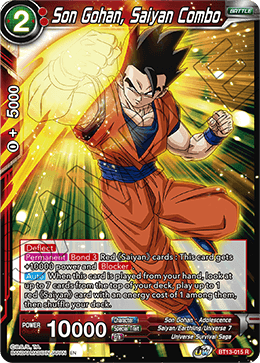 2
Son Gohan, Saiyan Combo
BATTLE
0 + 5000
Deflect
Permanent Bond 3 Red ⟨Saiyan⟩ cards : This card gets
+10000 power and Blocker.
Auto When this card is played from your hand, look at
up to 7 cards from the top of your deck, play up to 1
red ⟨Saiyan⟩ card with an energy cost of 1 among them,
then shuffle your deck.
POWER
10000
Character
Son Gohan : Adolescence
Special Trait
Saiyan/Earthling/Universe 7
Era
Universe Survival Saga
EN
BT13-015 R